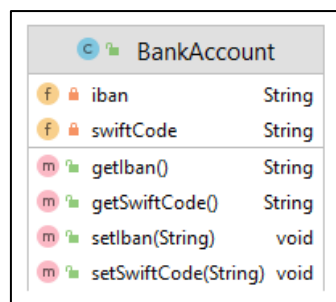 C BankAccount
f iban String
f swiftCode String
m getIban() String
m getSwiftCode() String
m setIban(String) void
m setSwiftCode(String) void